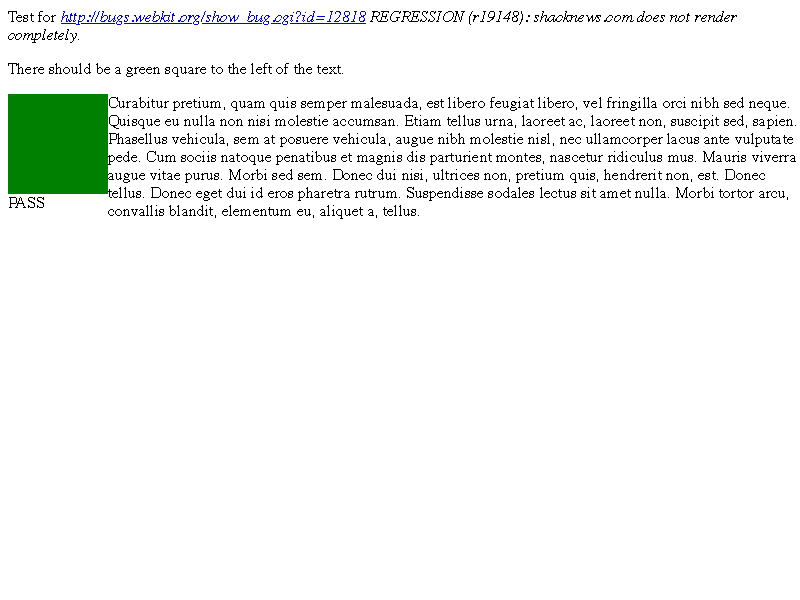 Test for http://bugs.webkit.org/show_bug.cgi?id=12818 REGRESSION (r19148): shacknews.com does not render
completely.
There should be a green square to the left of the text.
Curabitur pretium, quam quis semper malesuada, est libero feugiat libero, vel fringilla orci nibh sed neque.
Quisque eu nulla non nisi molestie accumsan. Etiam tellus urna, laoreet ac, laoreet non, suscipit sed, sapien.
Phasellus vehicula, sem at posuere vehicula, augue nibh molestie nisl, nec ullamcorper lacus ante vulputate
pede. Cum sociis natoque penatibus et magnis dis parturient montes, nascetur ridiculus mus. Mauris viverra
augue vitae purus. Morbi sed sem. Donec dui nisi, ultrices non, pretium quis, hendrerit non, est. Donec
tellus. Donec eget dui id eros pharetra rutrum. Suspendisse sodales lectus sit amet nulla. Morbi tortor arcu,
convallis blandit, elementum eu, aliquet a, tellus.
PASS